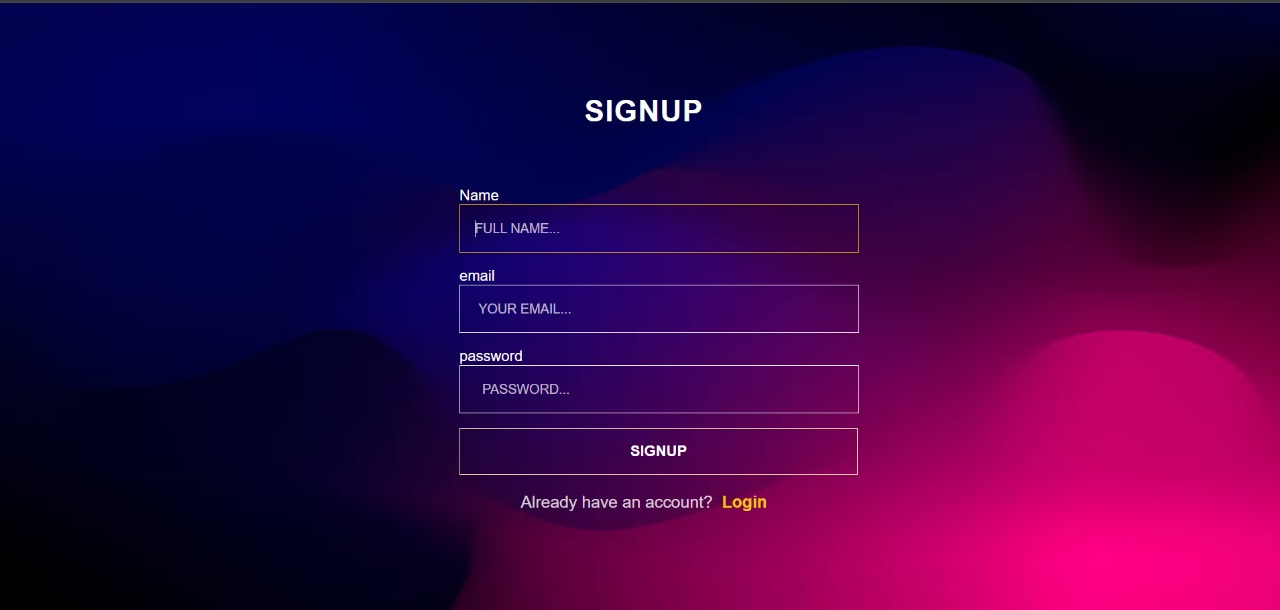 SIGNUP
Name
FULL NAME...
email
YOUR EMAIL...
password
PASSWORD...
SIGNUP
Already have an account? Login